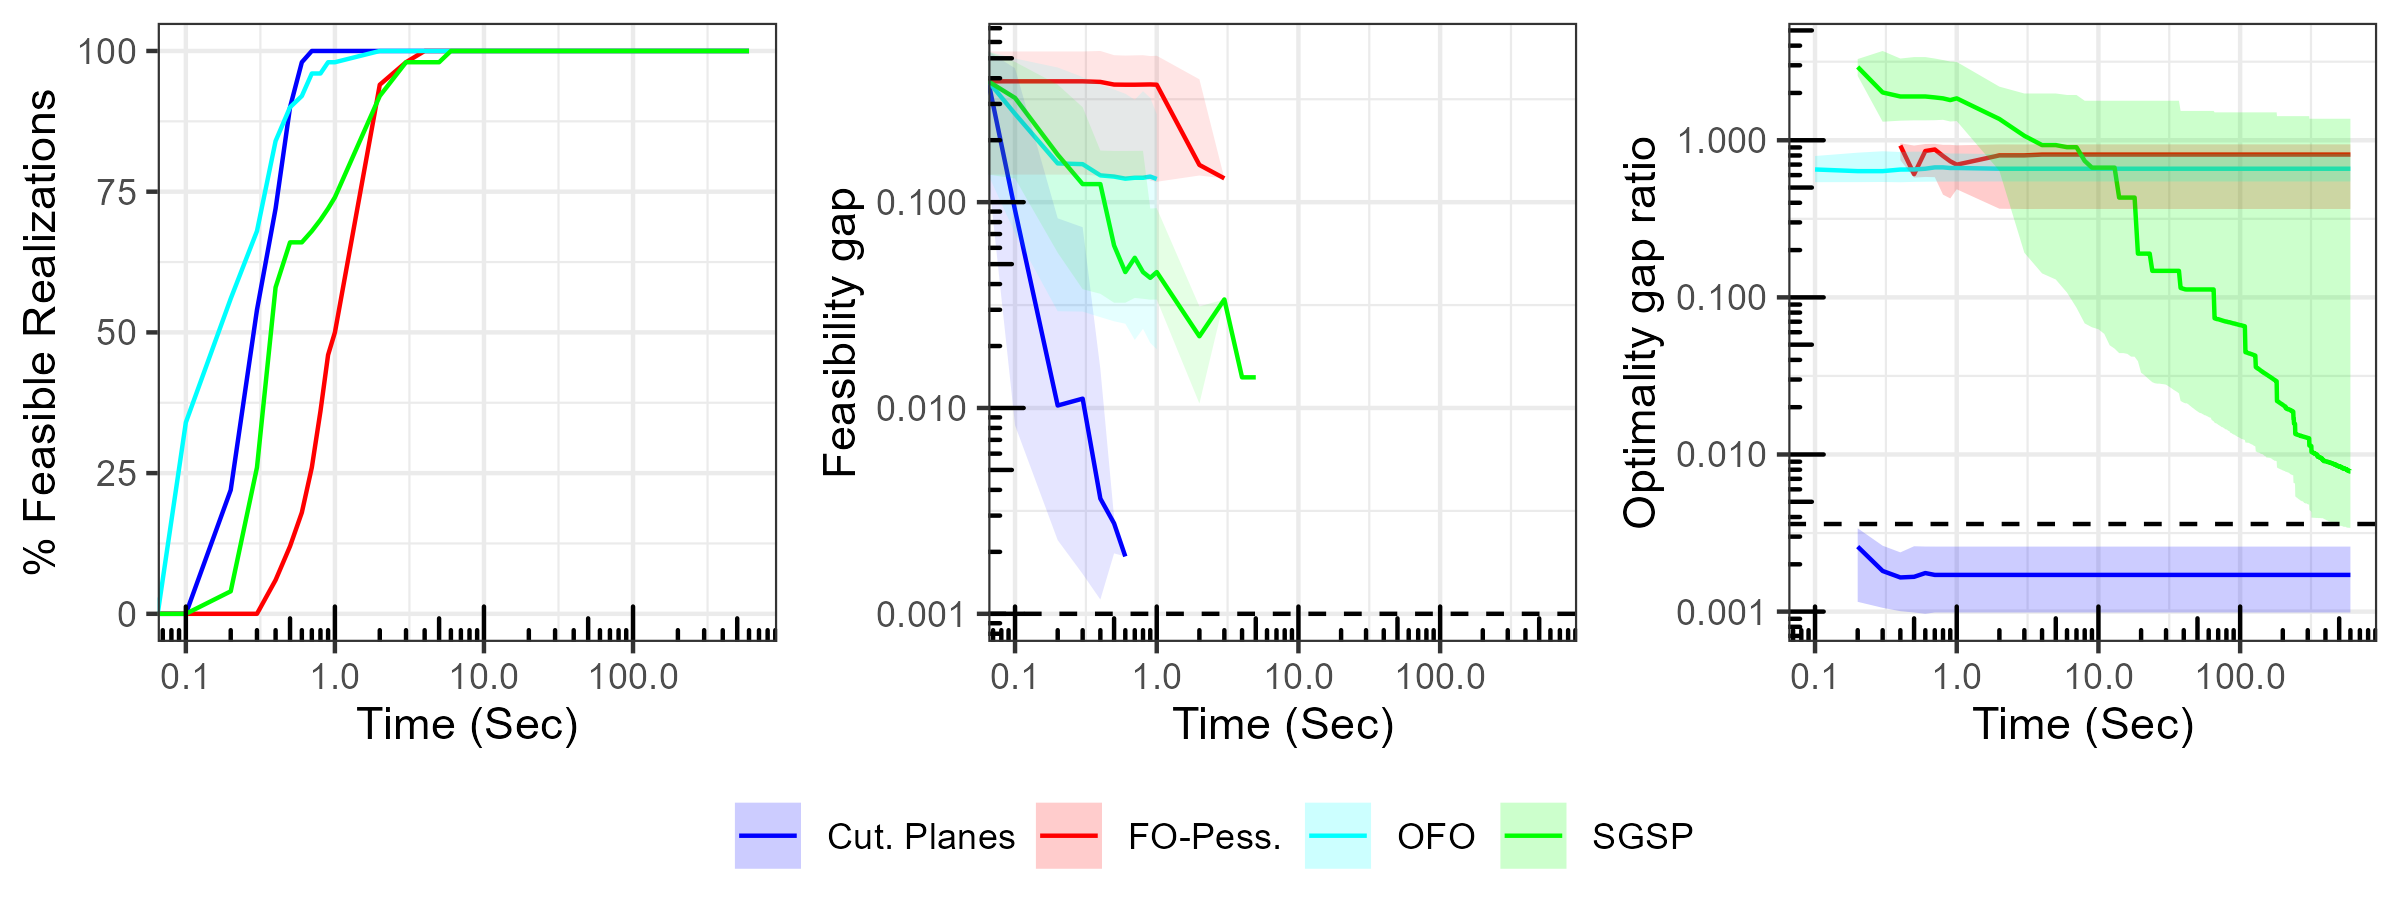 % Feasible Realizations
100
75
50
25
0
0.1 1.0 10.0 100.0
Time (Sec)
Feasibility gap
0.100
0.010
0.001
0.1 1.0 10.0 100.0
Time (Sec)
Optimality gap ratio
1.000
0.100
0.010
0.001
0.1 1.0 10.0 100.0
Time (Sec)
Cut. Planes FO-Pess. OFO SGSP